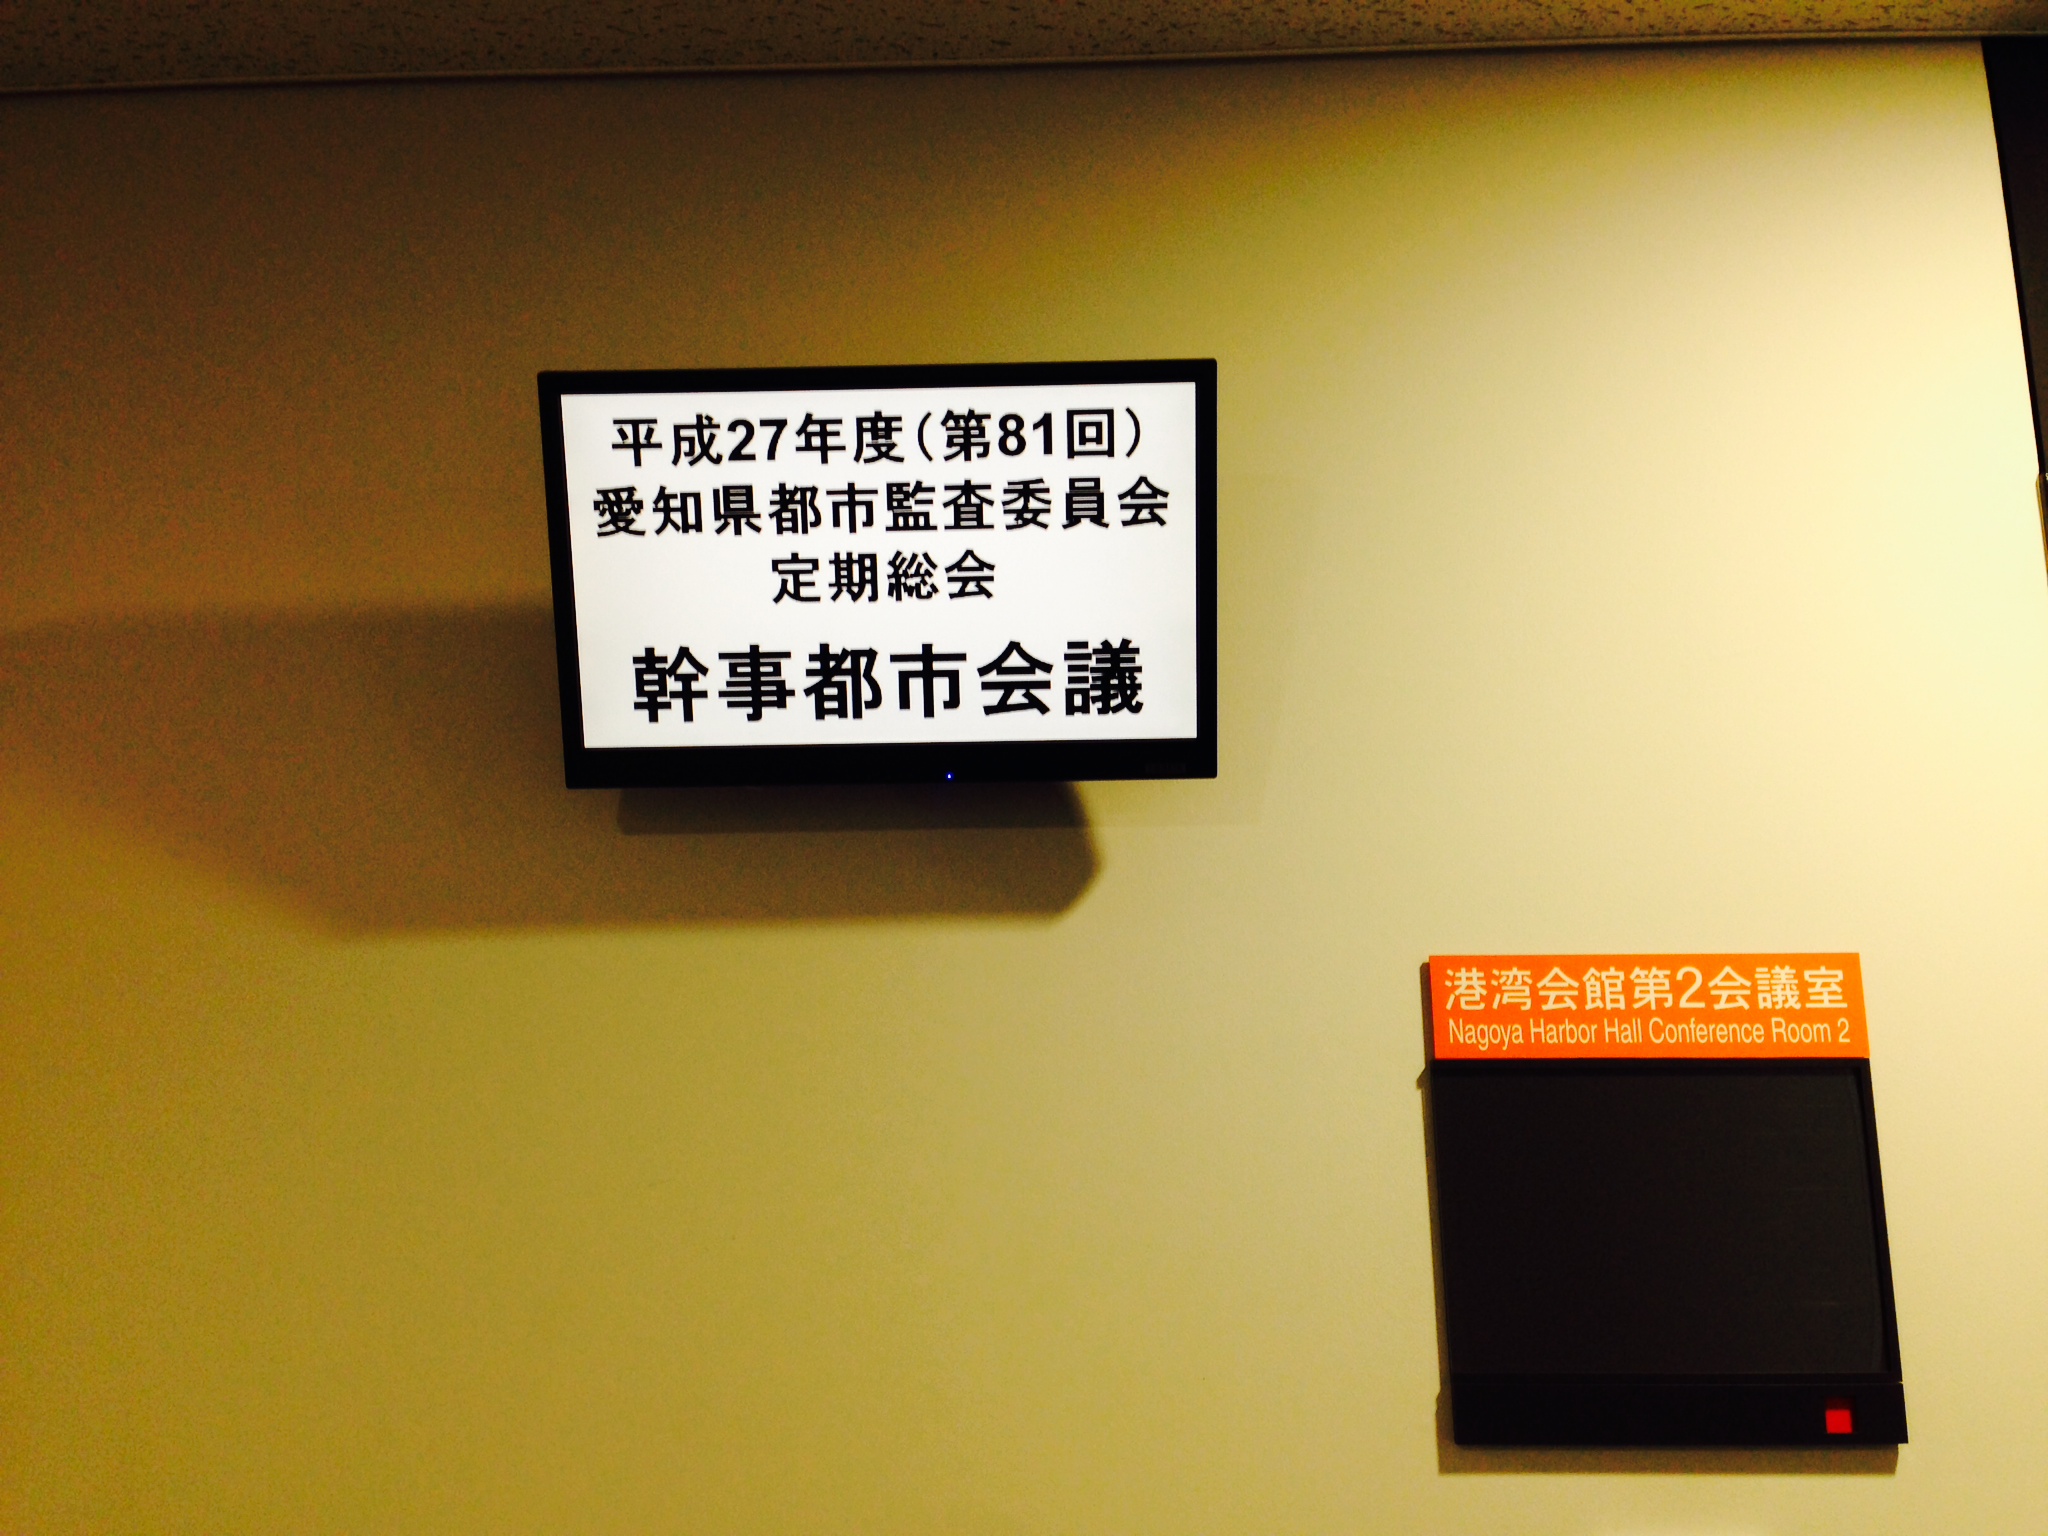 平成27年度(第81回)
愛知県都市監査委員会
定期総会
幹事都市会議
港湾会館第2会議室
Nagoya Harbor Hall Conference Room 2